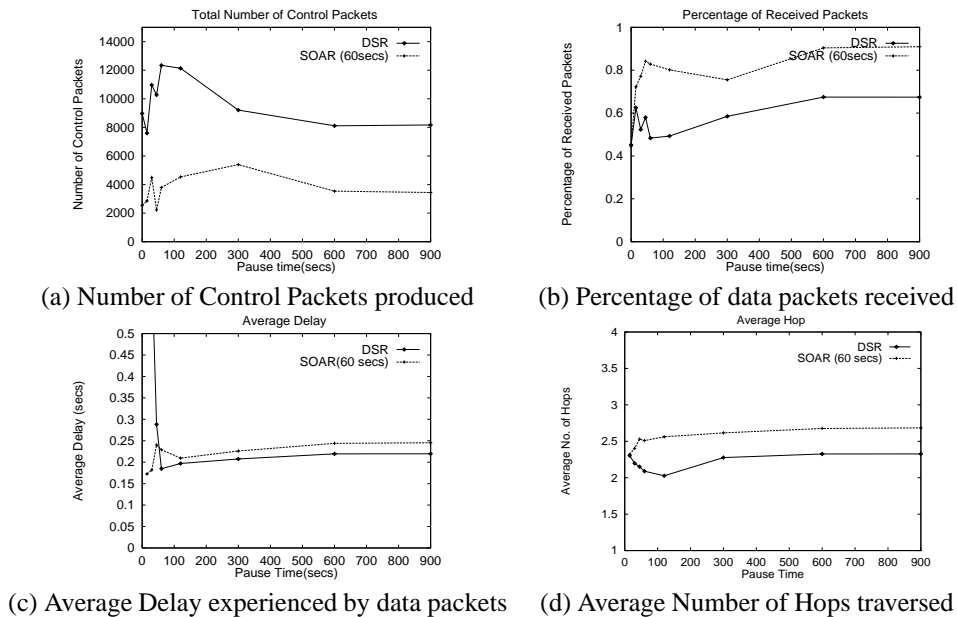 Total Number of Control Packets
Number of Control Packets
14000
12000
10000
8000
6000
4000
2000
0
DSR
SOAR (60secs)
0 100 200 300 400 500 600 700 800 900
Pause time(secs)
(a) Number of Control Packets produced
Percentage of Received Packets
Percentage of Received Packets
1
0.8
0.6
0.4
0.2
0
DSR
SOAR (60secs)
0 100 200 300 400 500 600 700 800 900
Pause time(secs)
(b) Percentage of data packets received
Average Delay
Average Delay (secs)
0.5
0.45
0.4
0.35
0.3
0.25
0.2
0.15
0.1
0.05
0
DSR
SOAR(60 secs)
0 100 200 300 400 500 600 700 800 900
Pause Time(secs)
(c) Average Delay experienced by data packets
Average Hop
Average No. of Hops
4
3.5
3
2.5
2
1.5
1
DSR
SOAR (60 secs)
0 100 200 300 400 500 600 700 800 900
Pause Time
(d) Average Number of Hops traversed